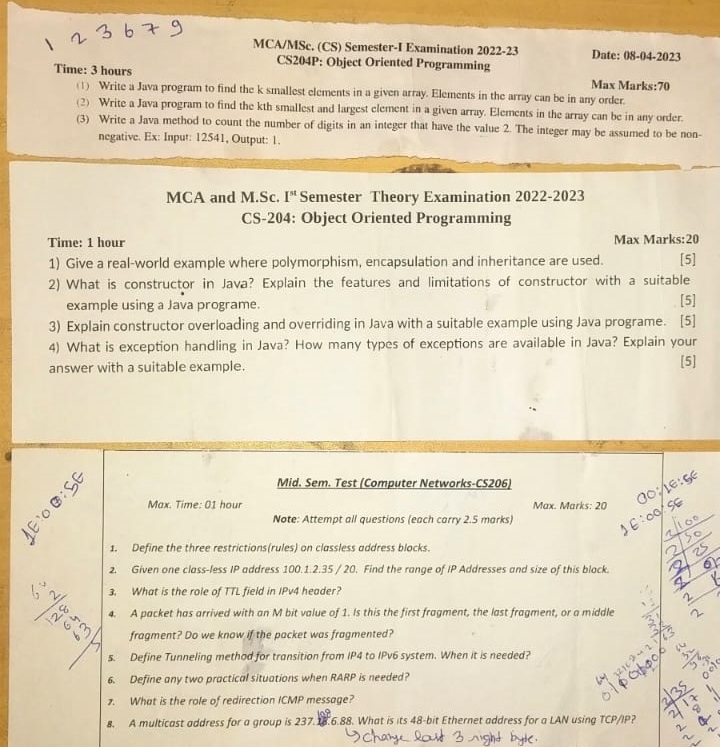 1 2 3 6 7 9
MCA/MSc. (CS) Semester-I Examination 2022-23
CS204P: Object Oriented Programming
Date: 08-04-2023
Time: 3 hours
Max Marks:70
(1) Write a Java program to find the k smallest elements in a given array. Elements in the array can be in any order.
(2) Write a Java program to find the kth smallest and largest element in a given array. Elements in the array can be in any order.
(3) Write a Java method to count the number of digits in an integer that have the value 2. The integer may be assumed to be non-
negative. Ex: Input: 12541, Output: 1.
MCA and M.Sc. Ist Semester Theory Examination 2022-2023
CS-204: Object Oriented Programming
Time: 1 hour
Max Marks:20
1) Give a real-world example where polymorphism, encapsulation and inheritance are used. [5]
2) What is constructor in Java? Explain the features and limitations of constructor with a suitable
example using a Java programe. [5]
3) Explain constructor overloading and overriding in Java with a suitable example using Java programe. [5]
4) What is exception handling in Java? How many types of exceptions are available in Java? Explain your
answer with a suitable example. [5]
Mid. Sem. Test (Computer Networks-CS206)
Max. Time: 01 hour
Max. Marks: 20
Note: Attempt all questions (each carry 2.5 marks)
1. Define the three restrictions(rules) on classless address blocks.
2. Given one class-less IP address 100.1.2.35 / 20. Find the range of IP Addresses and size of this block.
3. What is the role of TTL field in IPv4 header?
4. A packet has arrived with an M bit value of 1. Is this the first fragment, the last fragment, or a middle
fragment? Do we know if the packet was fragmented?
5. Define Tunneling method for transition from IP4 to IPv6 system. When it is needed?
6. Define any two practical situations when RARP is needed?
7. What is the role of redirection ICMP message?
8. A multicast address for a group is 237.   .6.88. What is its 48-bit Ethernet address for a LAN using TCP/IP?
change last 3 right byte.
1E:00:5E
00:1E:5E
1E:00:5E